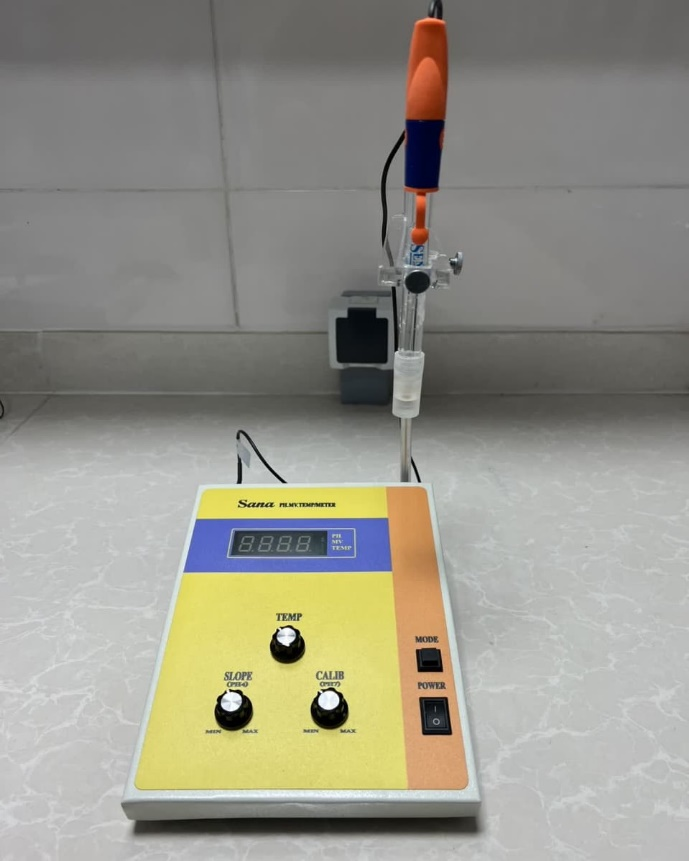 Sana PH.MV.TEMP/METER
PH
MV
TEMP
TEMP
SLOPE
(PH4)
CALIB
(PH7)
MIN MAX
MIN MAX
MODE
POWER